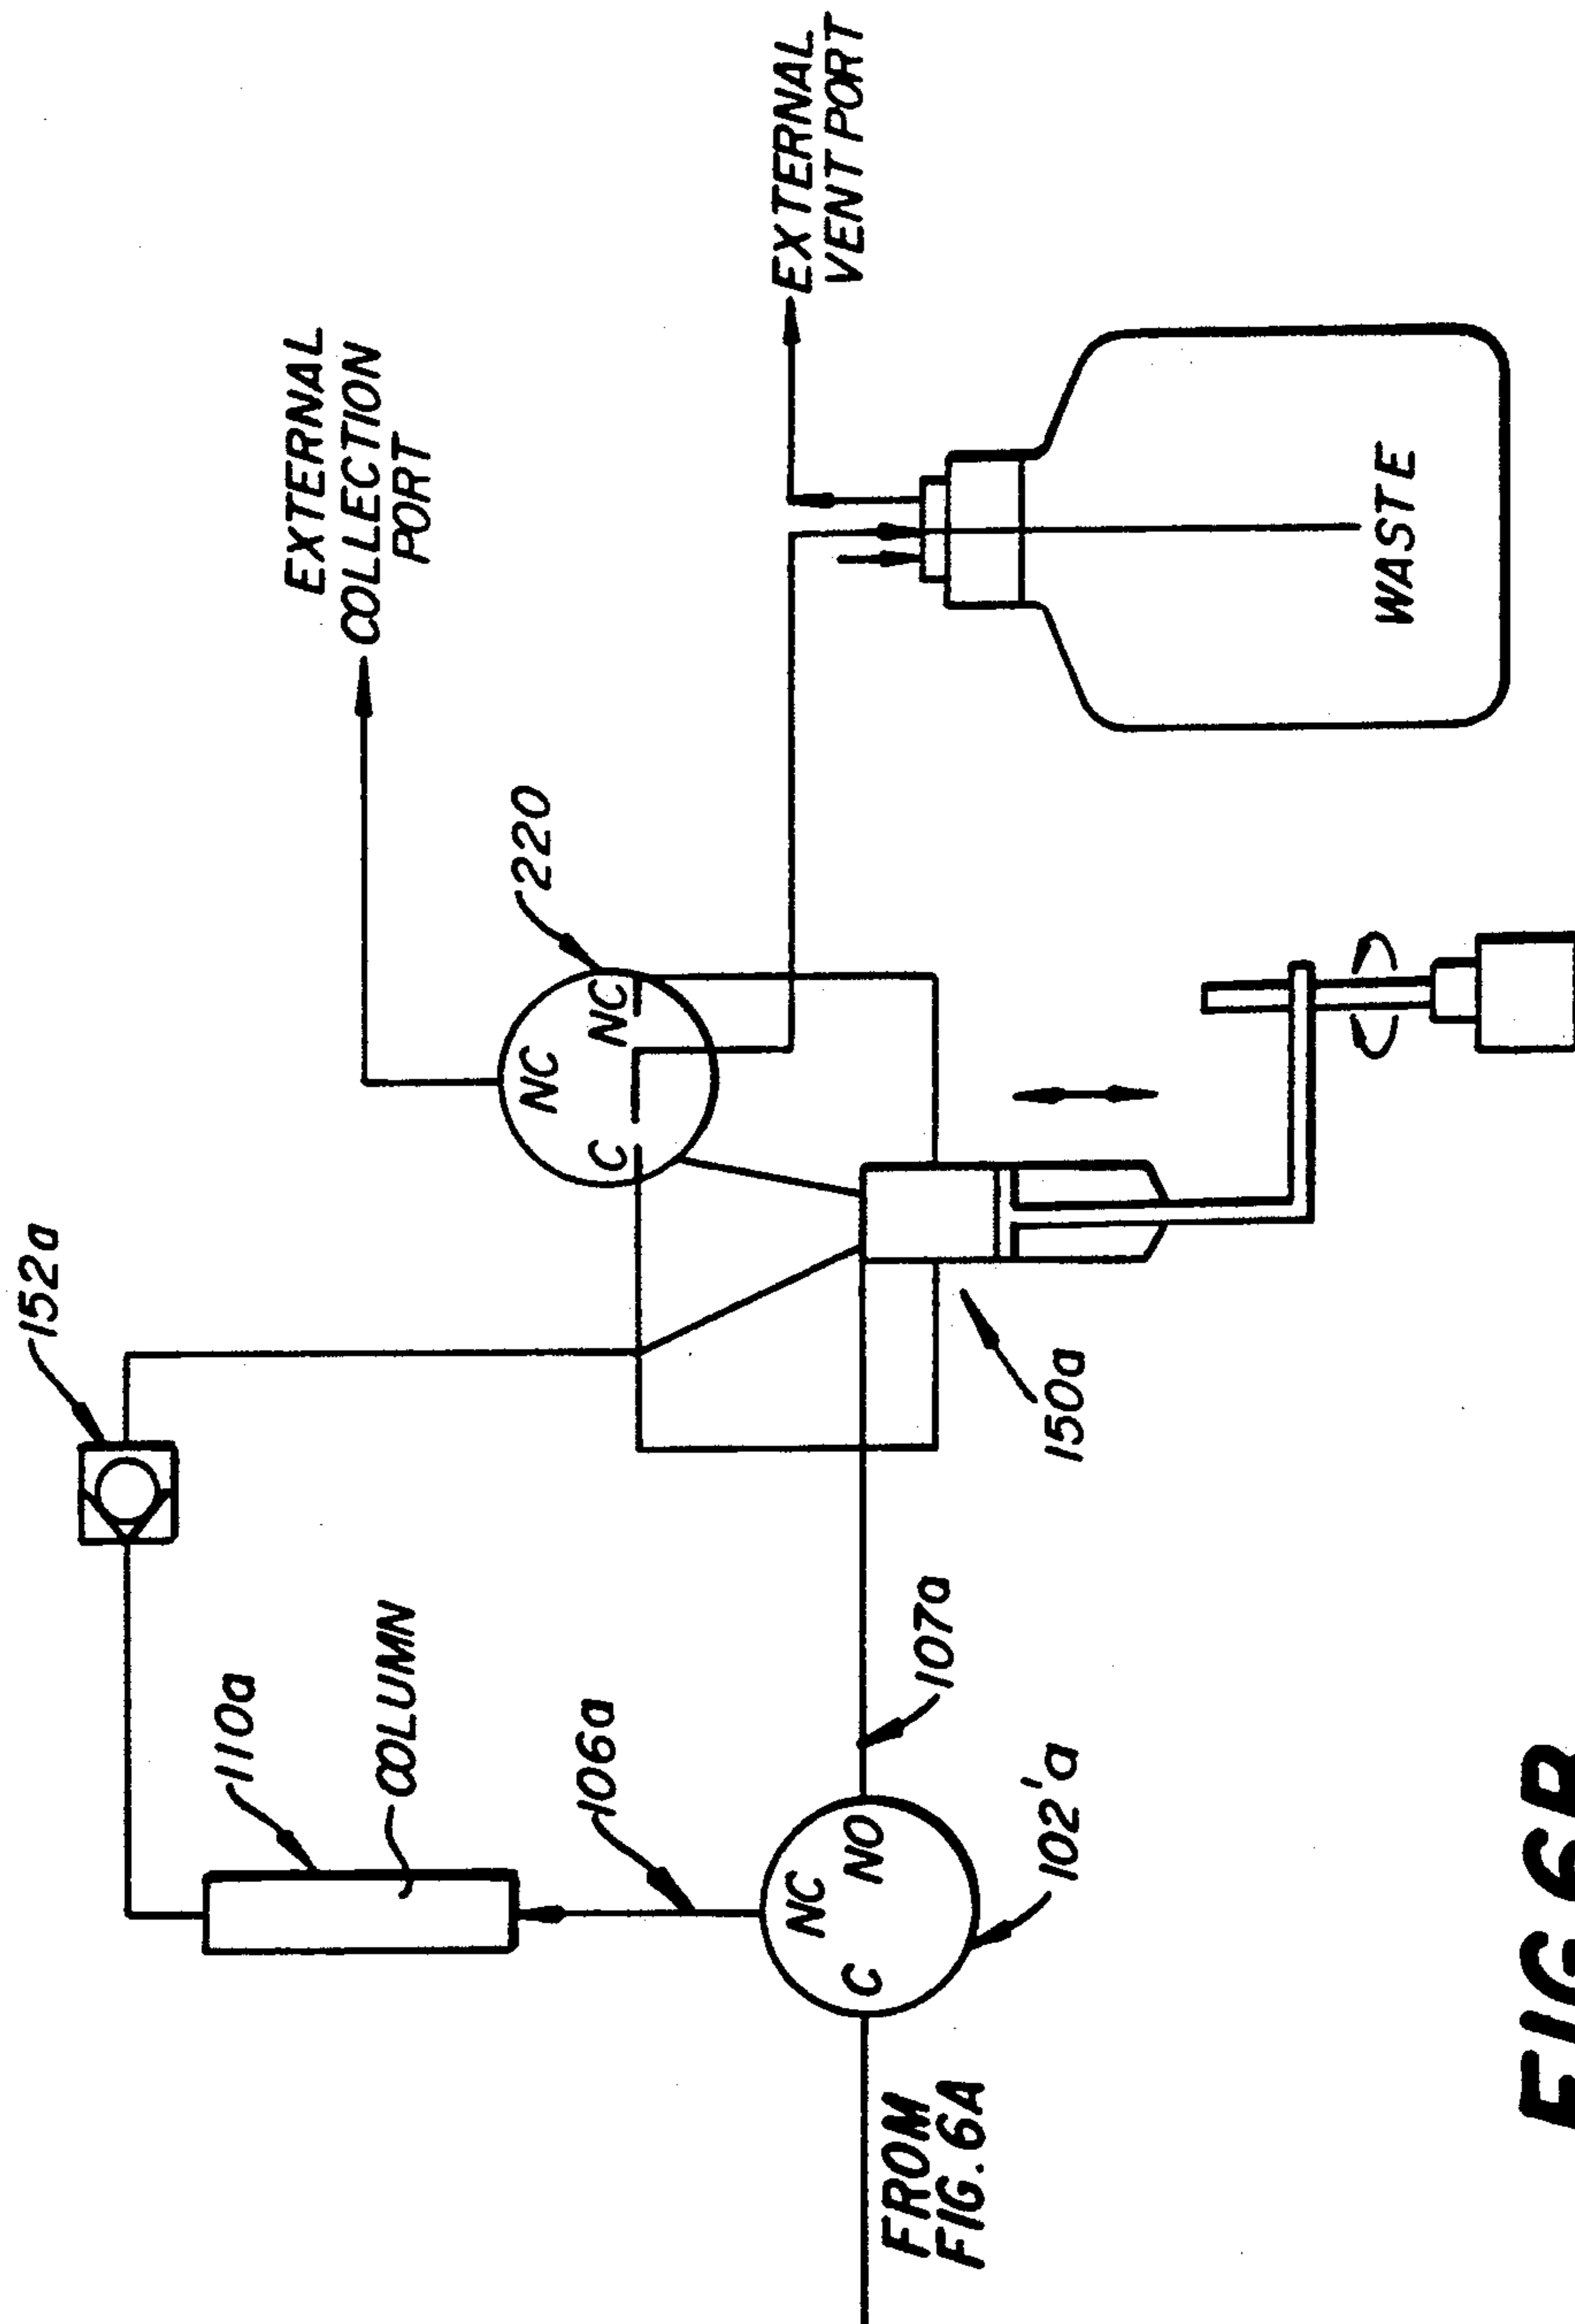 152a
110a
COLUMN
EXTERNAL
COLLECTION
PORT
220
NC
C
NC
106a
EXTERNAL
VENT PORT
NC
C
NO
107a
102'a
150a
WASTE
FROM
FIG. 6A